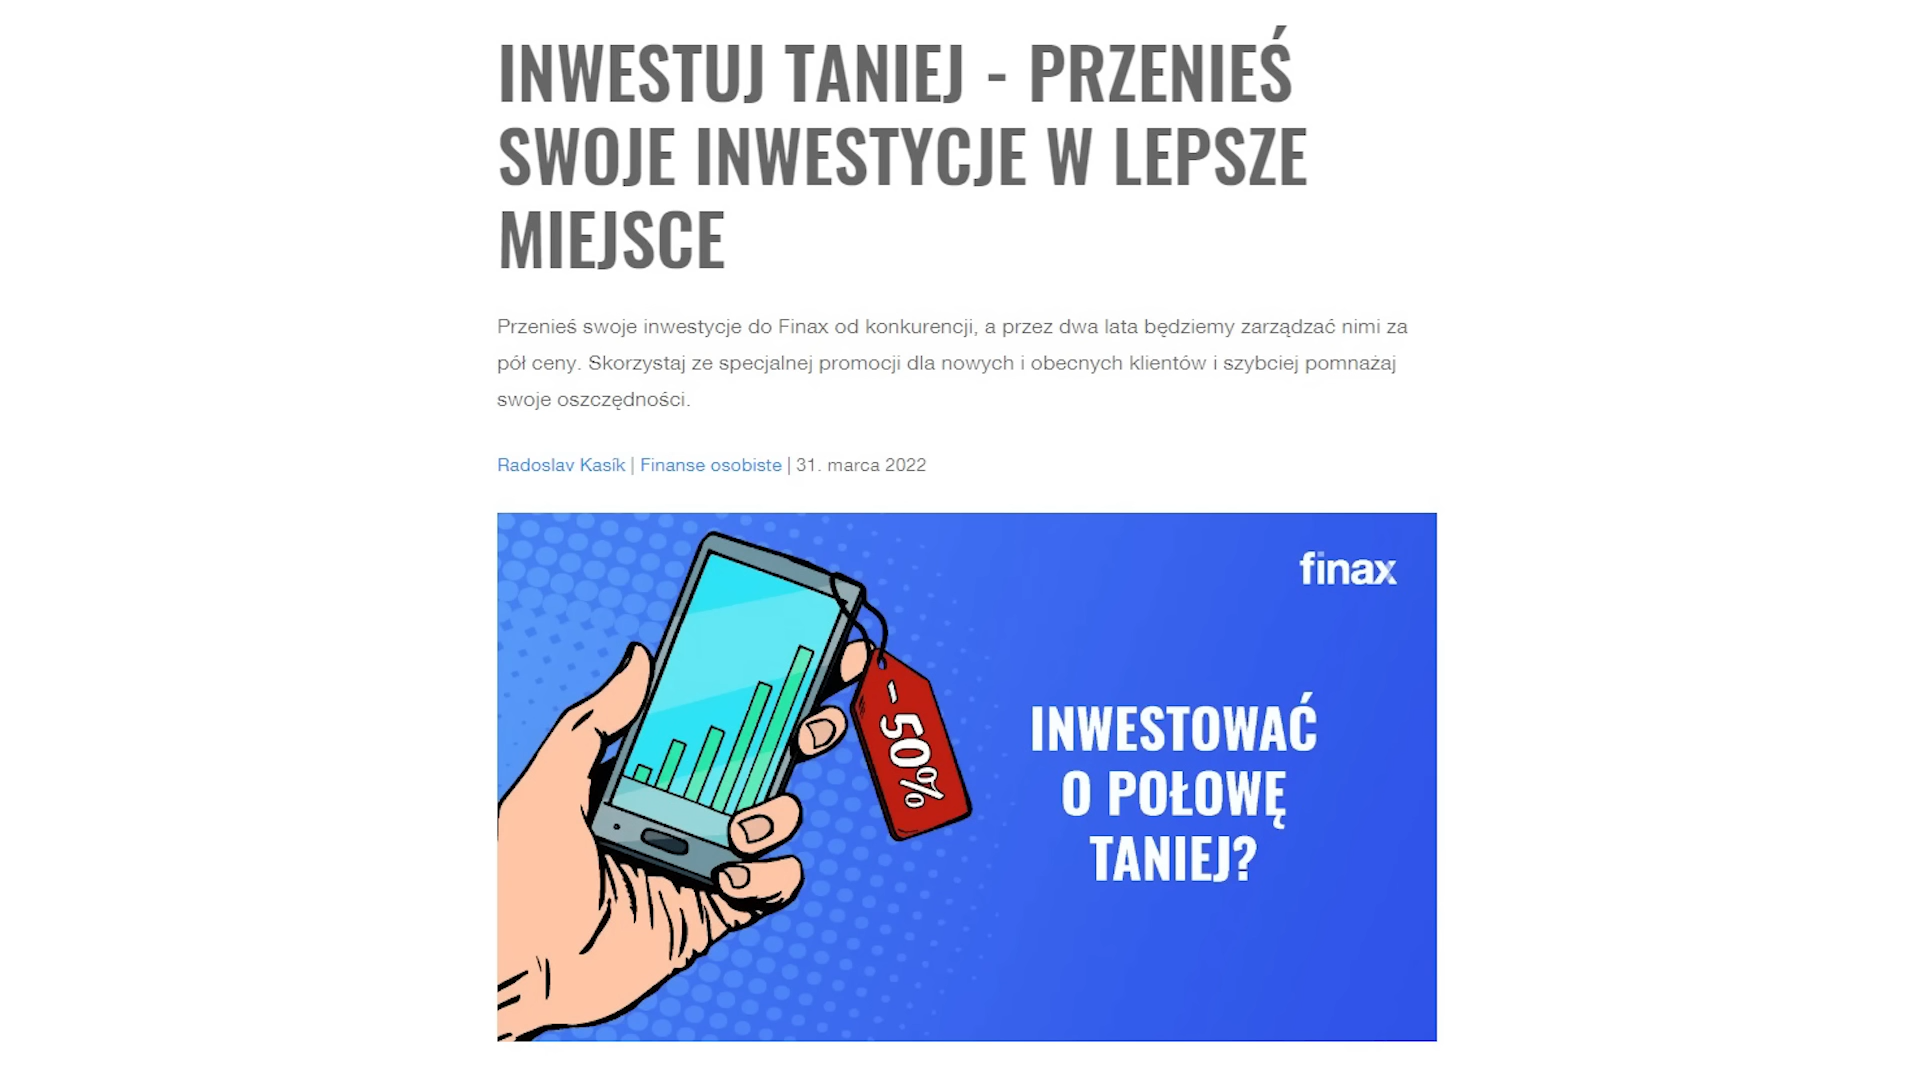 INWESTUJ TANIEJ - PRZENIEŚ
SWOJE INWESTYCJE W LEPSZE
MIEJSCE
Przenieś swoje inwestycje do Finax od konkurencji, a przez dwa lata będziemy zarządzać nimi za
pół ceny. Skorzystaj ze specjalnej promocji dla nowych i obecnych klientów i szybciej pomnażaj
swoje oszczędności.
Radoslav Kasík | Finanse osobiste | 31. marca 2022
finax
- 50%
INWESTOWAĆ
O POŁOWĘ
TANIEJ?